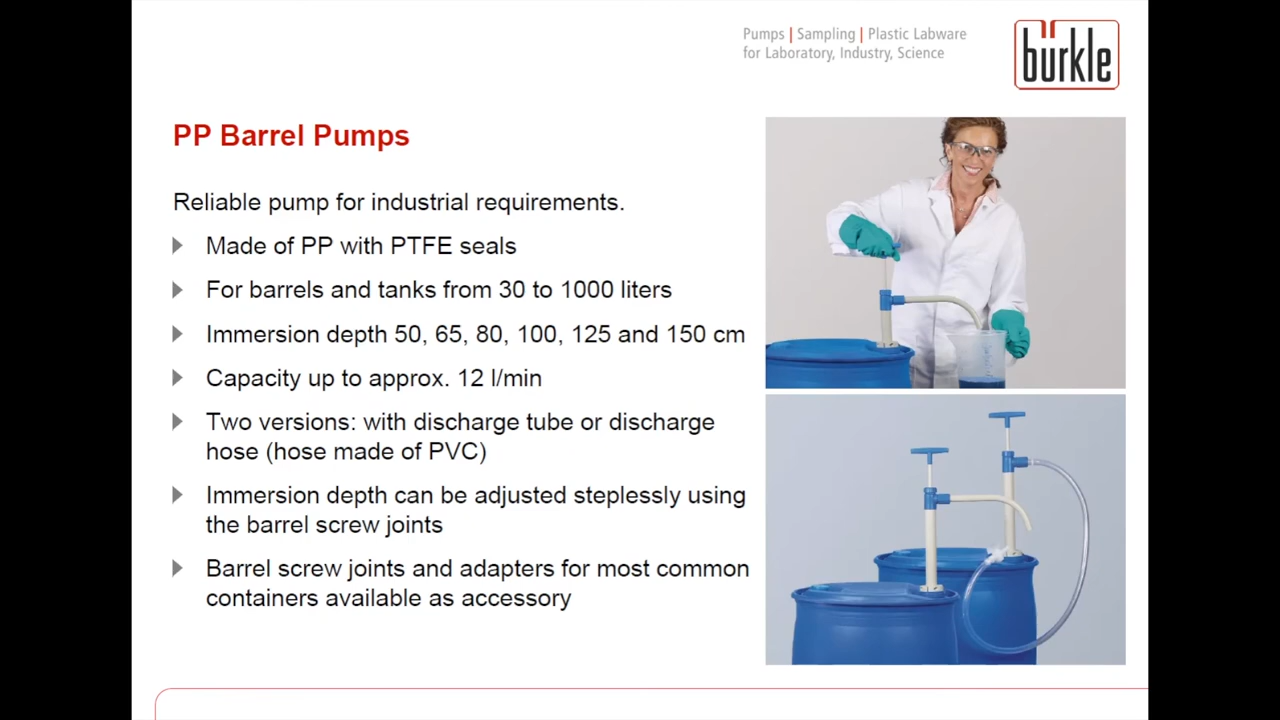 Pumps | Sampling | Plastic Labware
for Laboratory, Industry, Science
bürkle
PP Barrel Pumps
Reliable pump for industrial requirements.
Made of PP with PTFE seals
For barrels and tanks from 30 to 1000 liters
Immersion depth 50, 65, 80, 100, 125 and 150 cm
Capacity up to approx. 12 l/min
Two versions: with discharge tube or discharge
hose (hose made of PVC)
Immersion depth can be adjusted steplessly using
the barrel screw joints
Barrel screw joints and adapters for most common
containers available as accessory